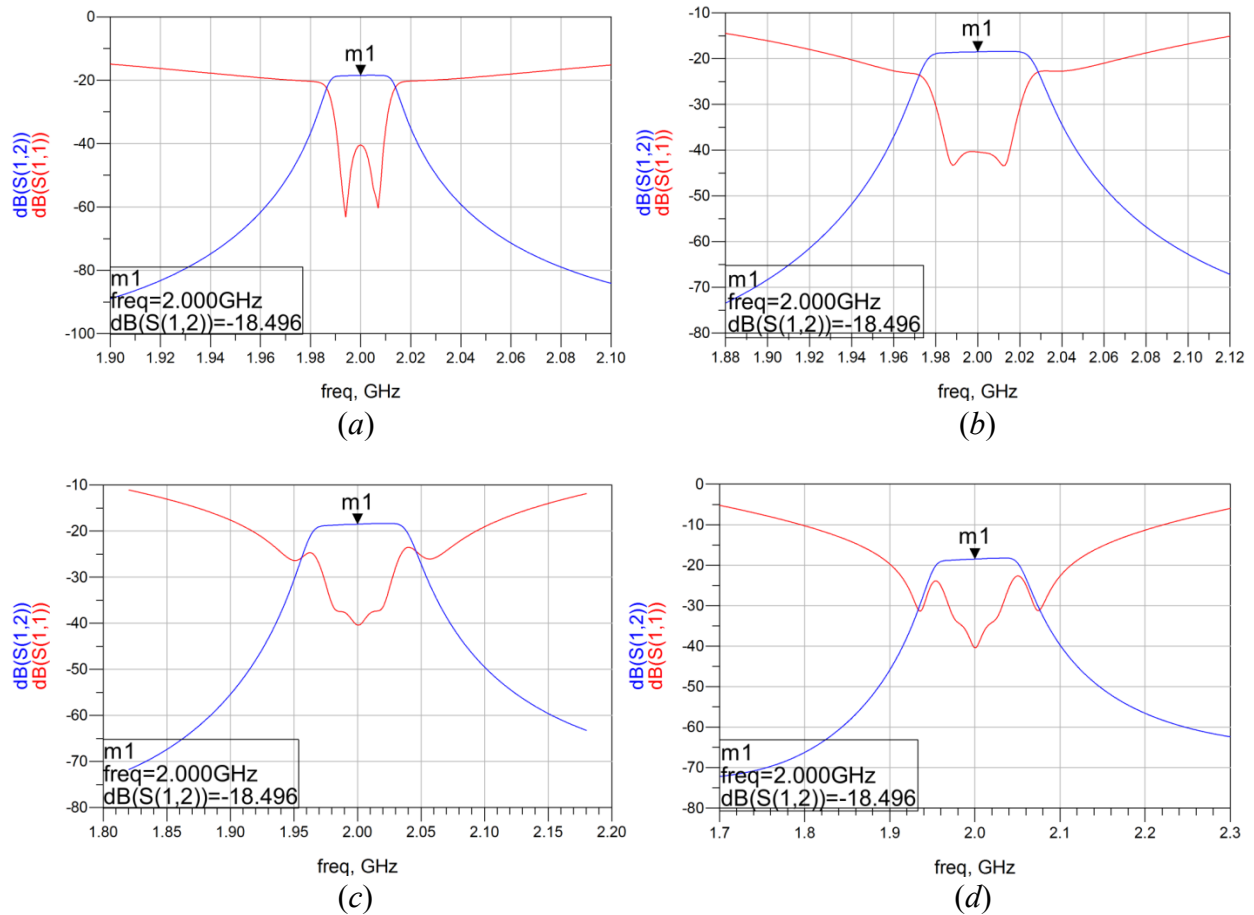 0
-20
-40
-60
-80
-100
dB(S(1,2))
dB(S(1,1))
m1
m1
freq=2.000GHz
dB(S(1,2))=-18.496
1.90 1.92 1.94 1.96 1.98 2.00 2.02 2.04 2.06 2.08 2.10
freq, GHz
(a)
-10
-20
-30
-40
-50
-60
-70
-80
dB(S(1,2))
dB(S(1,1))
m1
m1
freq=2.000GHz
dB(S(1,2))=-18.496
1.88 1.90 1.92 1.94 1.96 1.98 2.00 2.02 2.04 2.06 2.08 2.10 2.12
freq, GHz
(b)
-10
-20
-30
-40
-50
-60
-70
-80
dB(S(1,2))
dB(S(1,1))
m1
m1
freq=2.000GHz
dB(S(1,2))=-18.496
1.80 1.85 1.90 1.95 2.00 2.05 2.10 2.15 2.20
freq, GHz
(c)
0
-10
-20
-30
-40
-50
-60
-70
-80
dB(S(1,2))
dB(S(1,1))
m1
m1
freq=2.000GHz
dB(S(1,2))=-18.496
1.7 1.8 1.9 2.0 2.1 2.2 2.3
freq, GHz
(d)